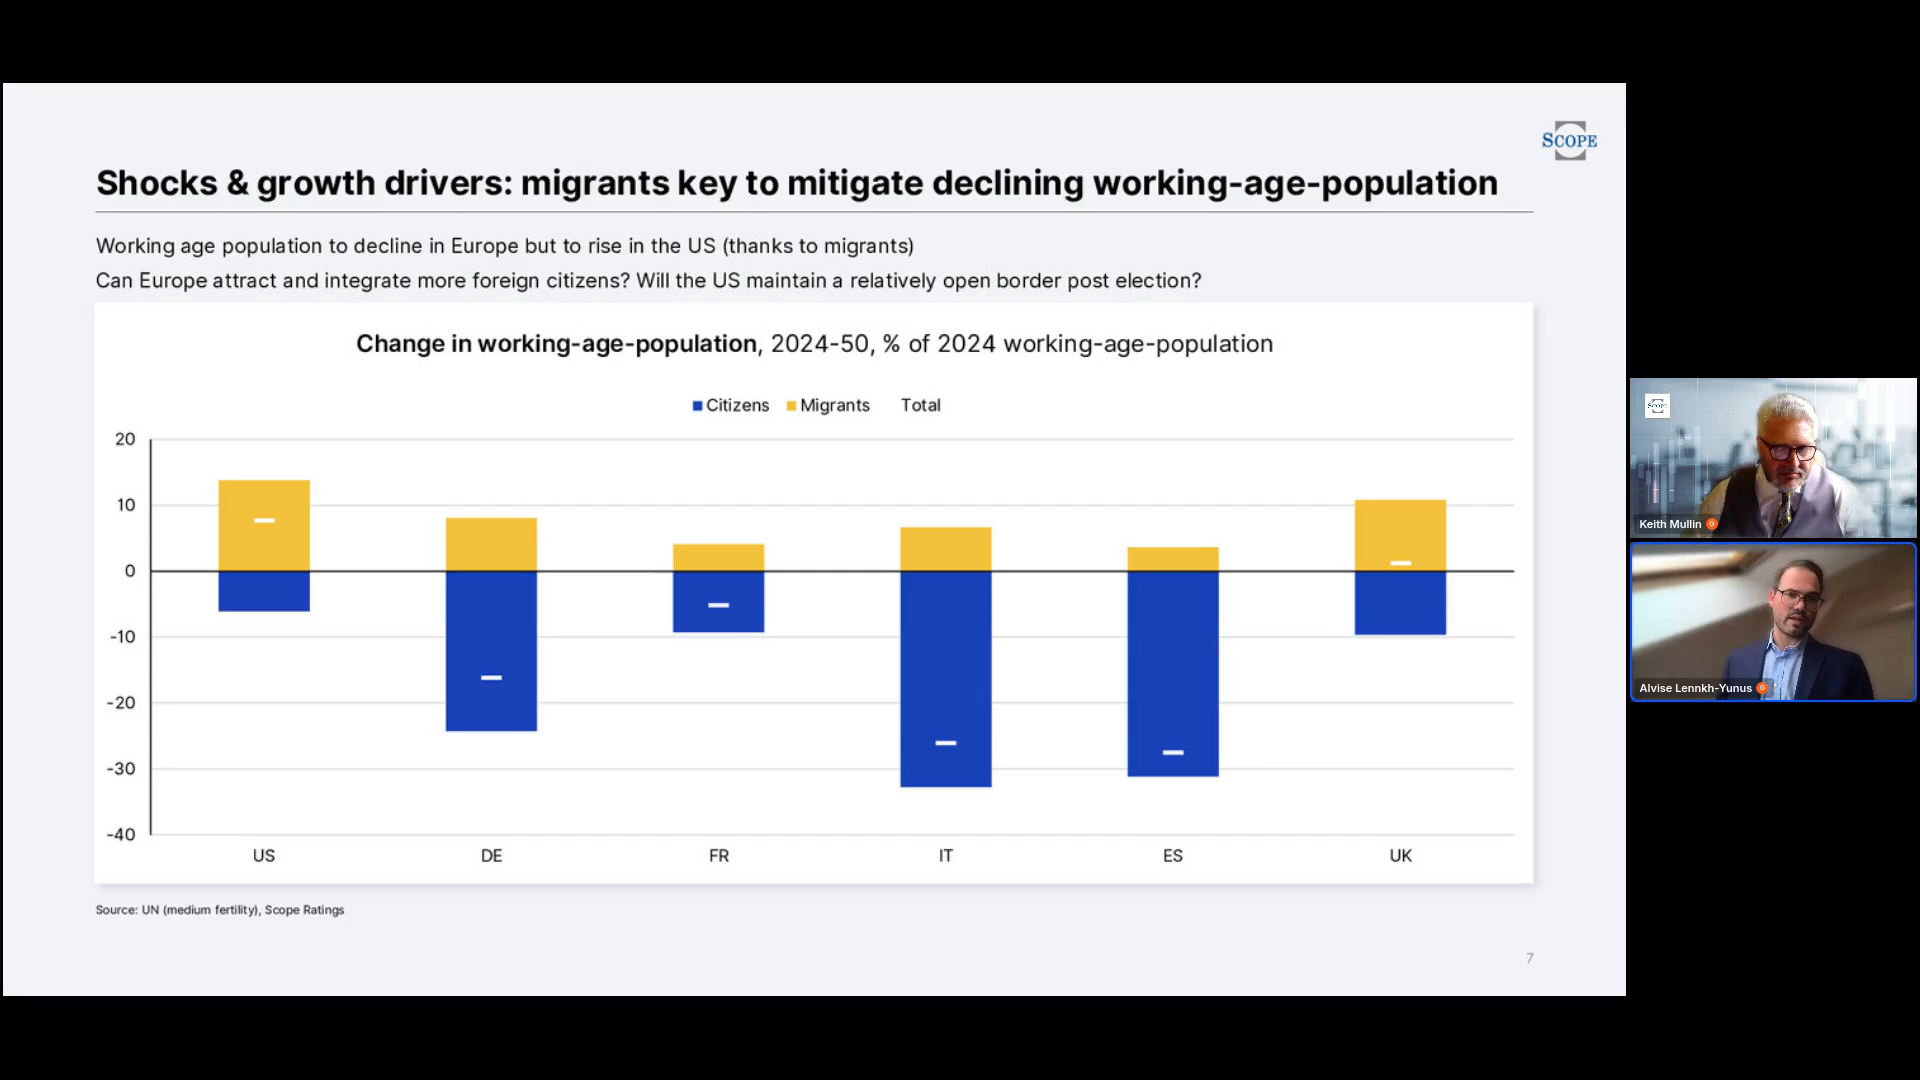 SCOPE
Shocks & growth drivers: migrants key to mitigate declining working-age-population
Working age population to decline in Europe but to rise in the US (thanks to migrants)
Can Europe attract and integrate more foreign citizens? Will the US maintain a relatively open border post election?
Change in working-age-population, 2024-50, % of 2024 working-age-population
Citizens Migrants Total
20
10
0
-10
-20
-30
-40
US DE FR IT ES UK
Source: UN (medium fertility), Scope Ratings
7
SCOPE
Keith Mullin G
Alvise Lennkh-Yunus G